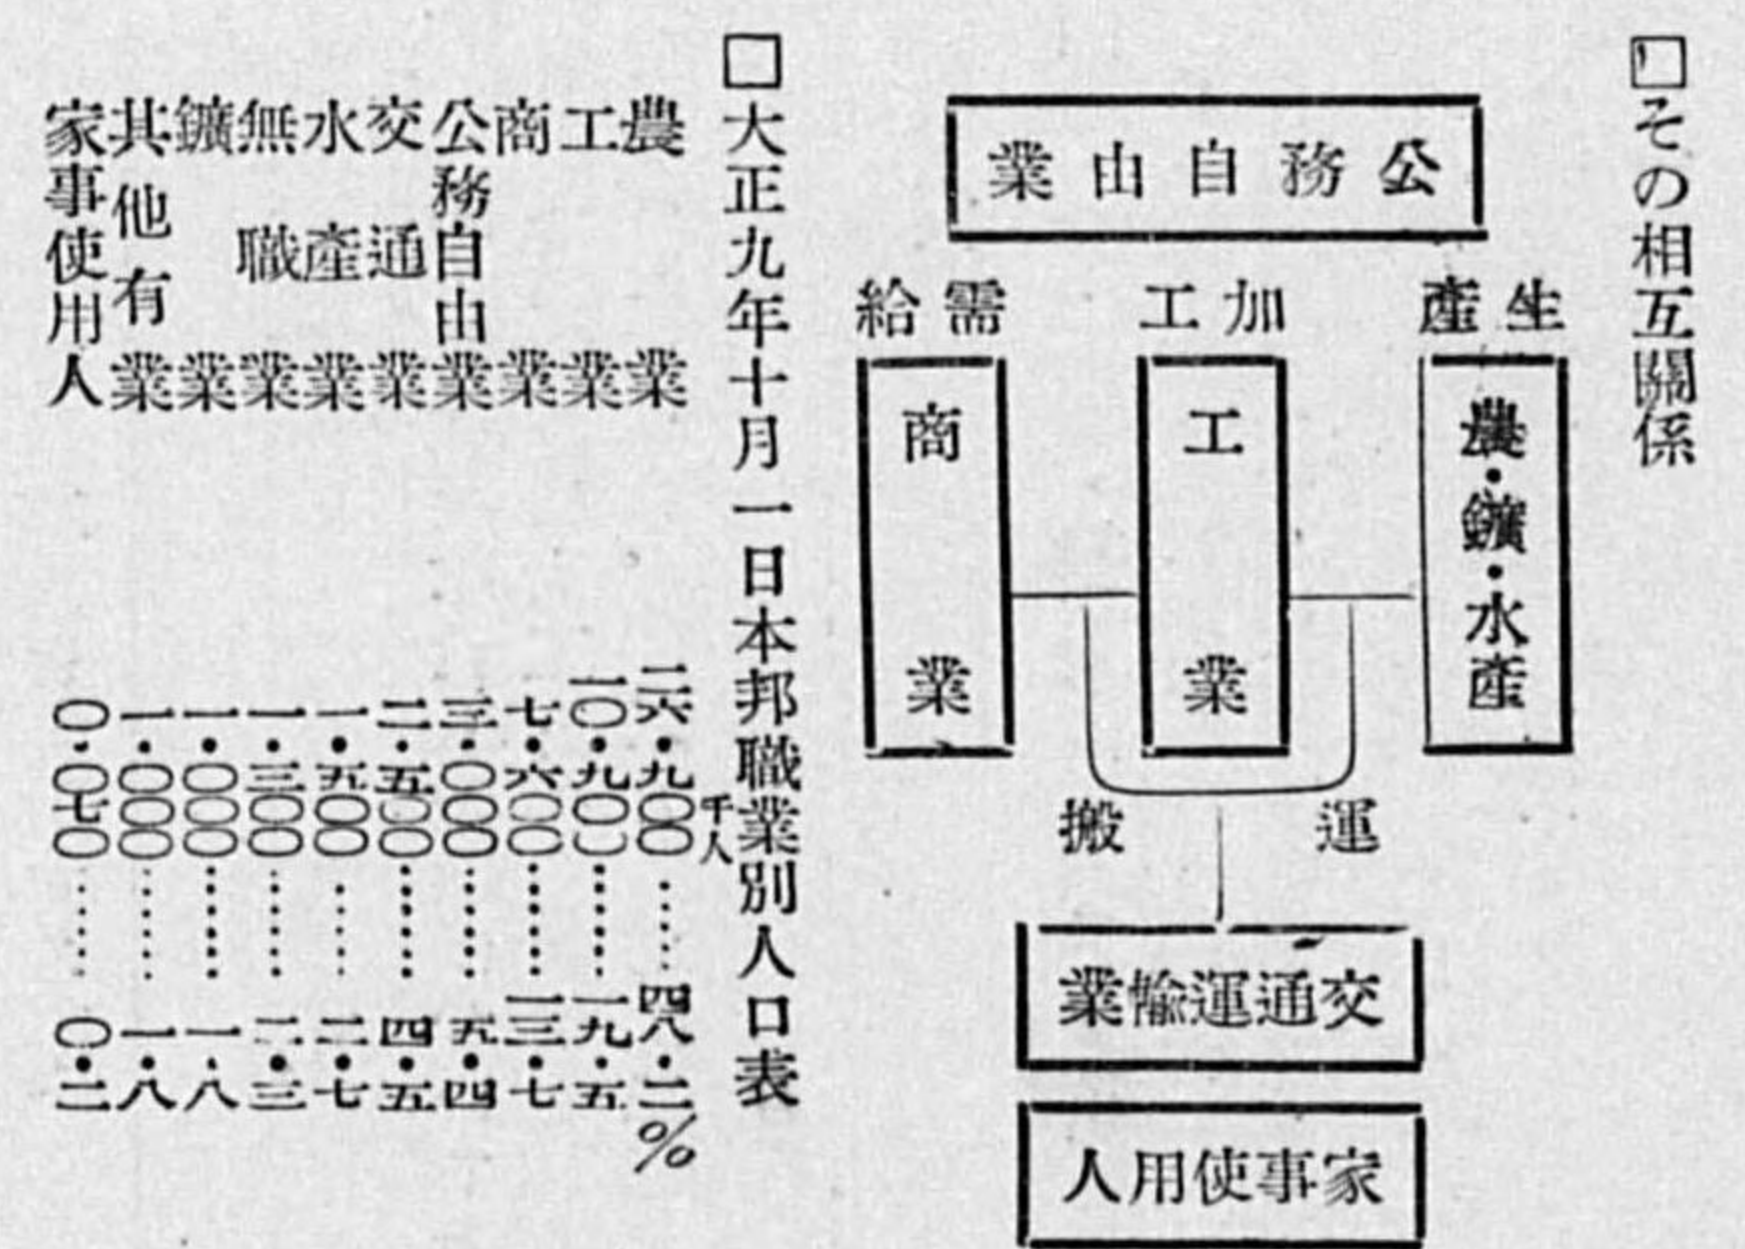 □その相互關係
公務自由業
生産
加工
需給
農・鑛・水産
工業
商業
運搬
交通運輸業
家事使用人
□大正九年十月一日本邦職業別人口表
農業 二六・九〇〇千人……四八・二%
工業 一〇・九〇〇……一九・五
商業 七・六〇〇……一三・七
公務自由業 三・〇〇〇……五・四
交通業 二・五〇〇……四・五
水産業 一・五〇〇……二・七
無職業 一・三〇〇……二・三
鑛業 一・〇〇〇……一・八
其他有業 一・〇〇〇……一・八
家事使用人 〇・〇七〇……〇・二